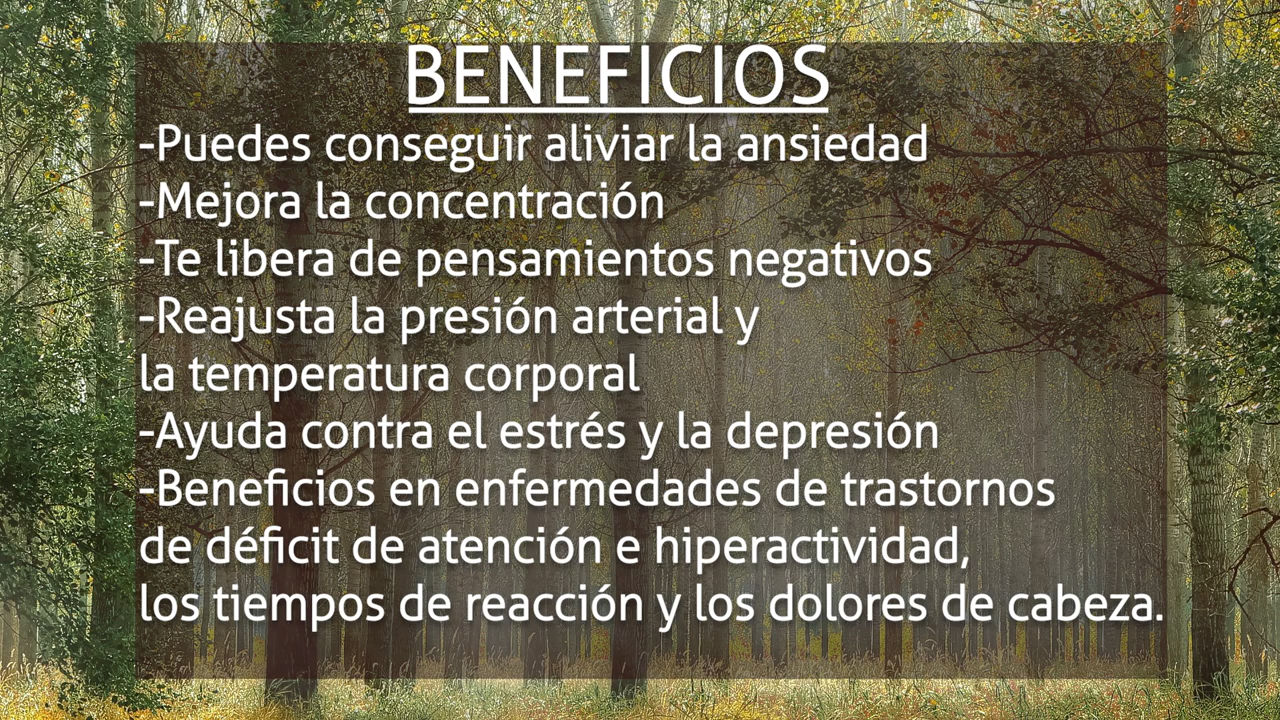 BENEFICIOS
-Puedes conseguir aliviar la ansiedad
-Mejora la concentración
-Te libera de pensamientos negativos
-Reajusta la presión arterial y
la temperatura corporal
-Ayuda contra el estrés y la depresión
-Beneficios en enfermedades de trastornos
de déficit de atención e hiperactividad,
los tiempos de reacción y los dolores de cabeza.